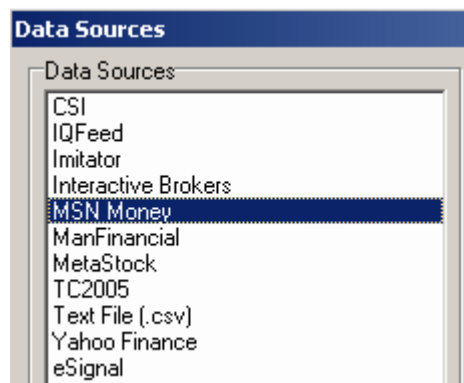 Data Sources
Data Sources
CSI
IQFeed
Imitator
Interactive Brokers
MSN Money
ManFinancial
MetaStock
TC2005
Text File (.csv)
Yahoo Finance
eSignal